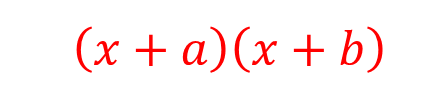 (x + a)(x + b)